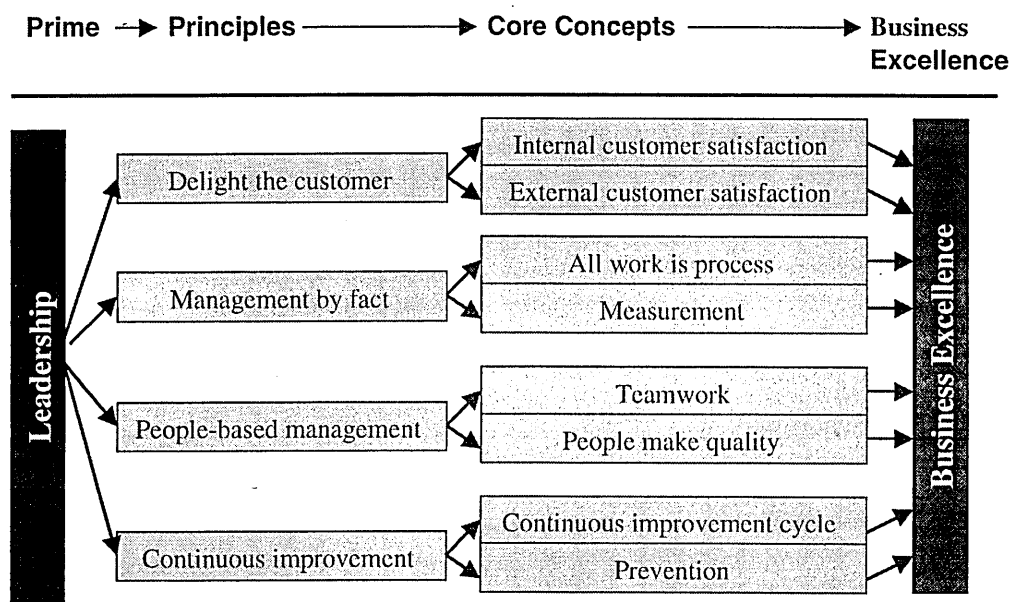 Prime Principles Core Concepts Business
Excellence
Leadership
Delight the customer
Internal customer satisfaction
External customer satisfaction
Management by fact
All work is process
Measurement
People-based management
Teamwork
People make quality
Continuous improvement
Continuous improvement cycle
Prevention
Business Excellence